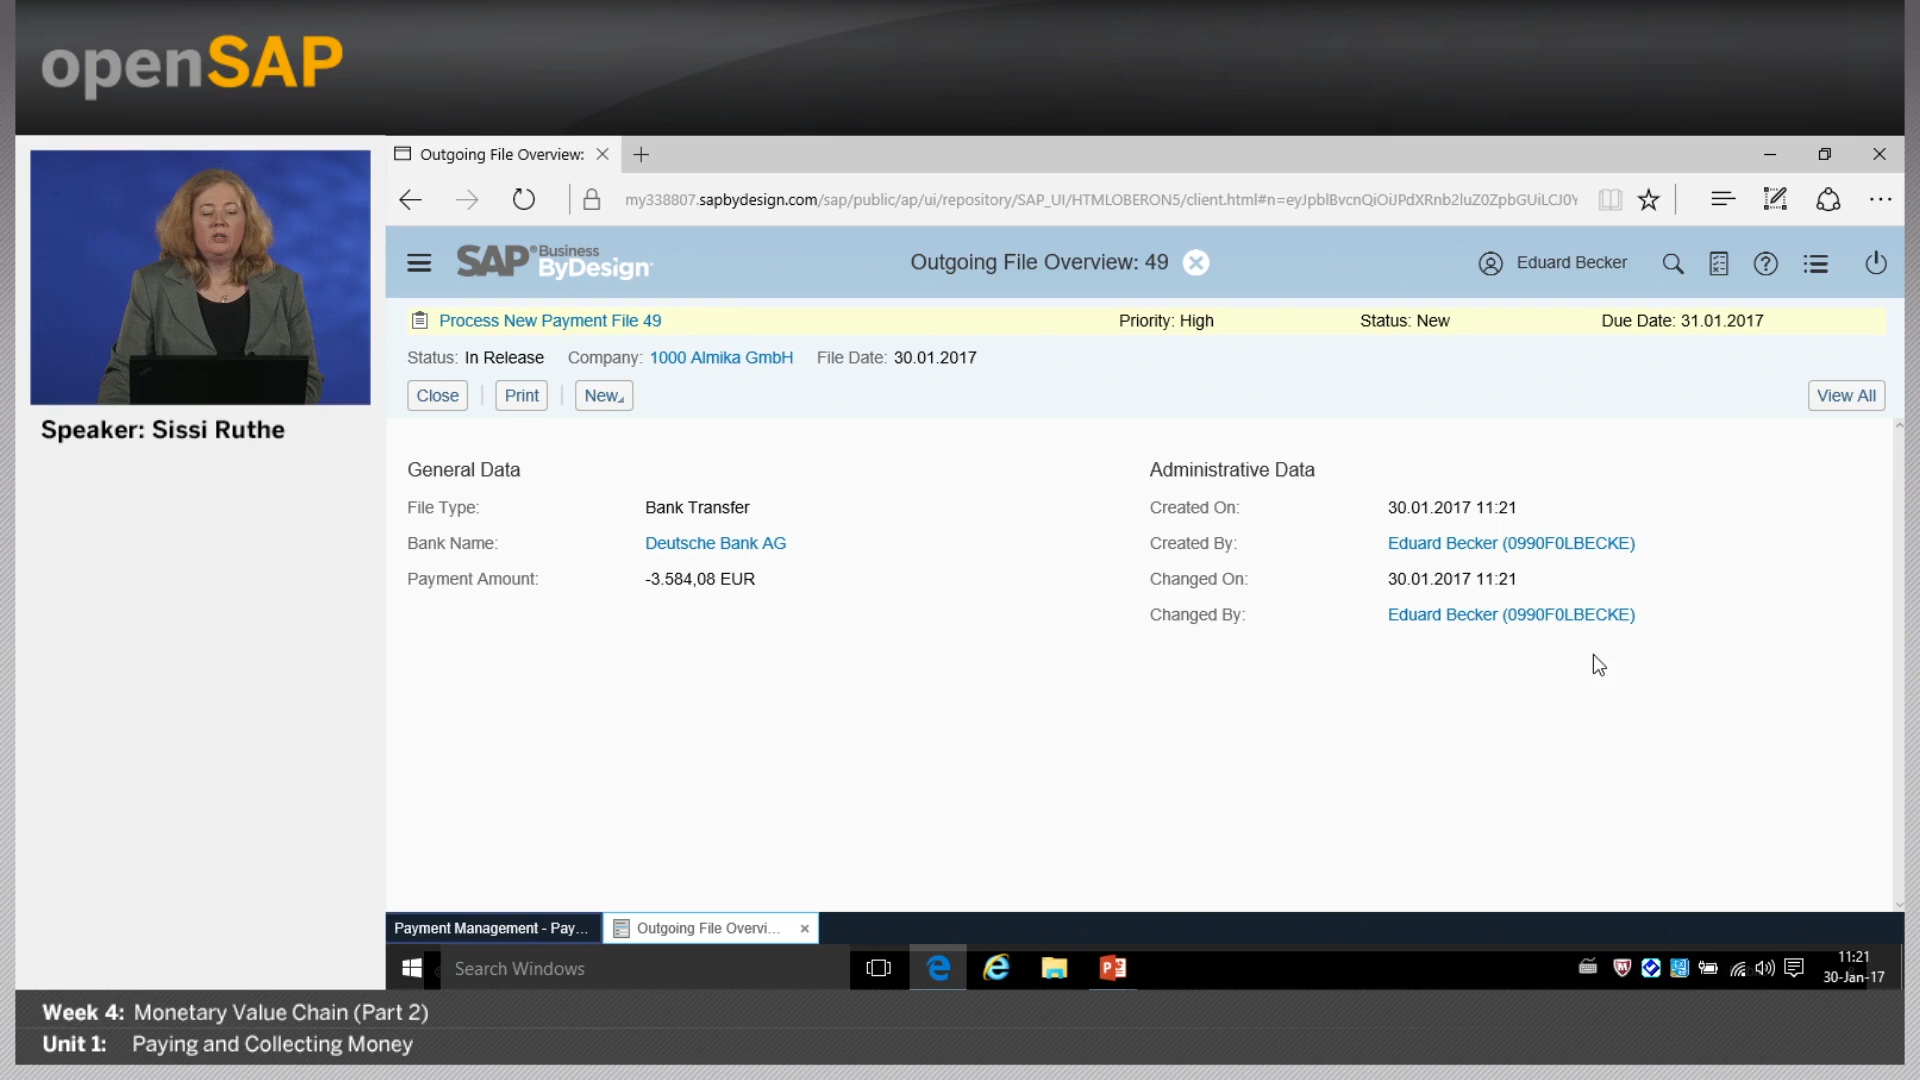 openSAP
Speaker: Sissi Ruthe
Outgoing File Overview:
my338807.sapbydesign.com/sap/public/ap/ui/repository/SAP_UI/HTMLOBERON5/client.html#n=
SAP® Business ByDesign
Outgoing File Overview: 49
Eduard Becker
Process New Payment File 49
Priority: High
Status: New
Due Date: 31.01.2017
Status: In Release Company: 1000 Almika GmbH File Date: 30.01.2017
Close
Print
New
View All
General Data
Administrative Data
File Type: Bank Transfer
Created On: 30.01.2017 11:21
Bank Name: Deutsche Bank AG
Created By: Eduard Becker (0990F0LBECKE)
Payment Amount: -3.584,08 EUR
Changed On: 30.01.2017 11:21
Changed By: Eduard Becker (0990F0LBECKE)
Payment Management - Pay...
Outgoing File Overvi...
Search Windows
11:21
30-Jan-17
Week 4: Monetary Value Chain (Part 2)
Unit 1: Paying and Collecting Money